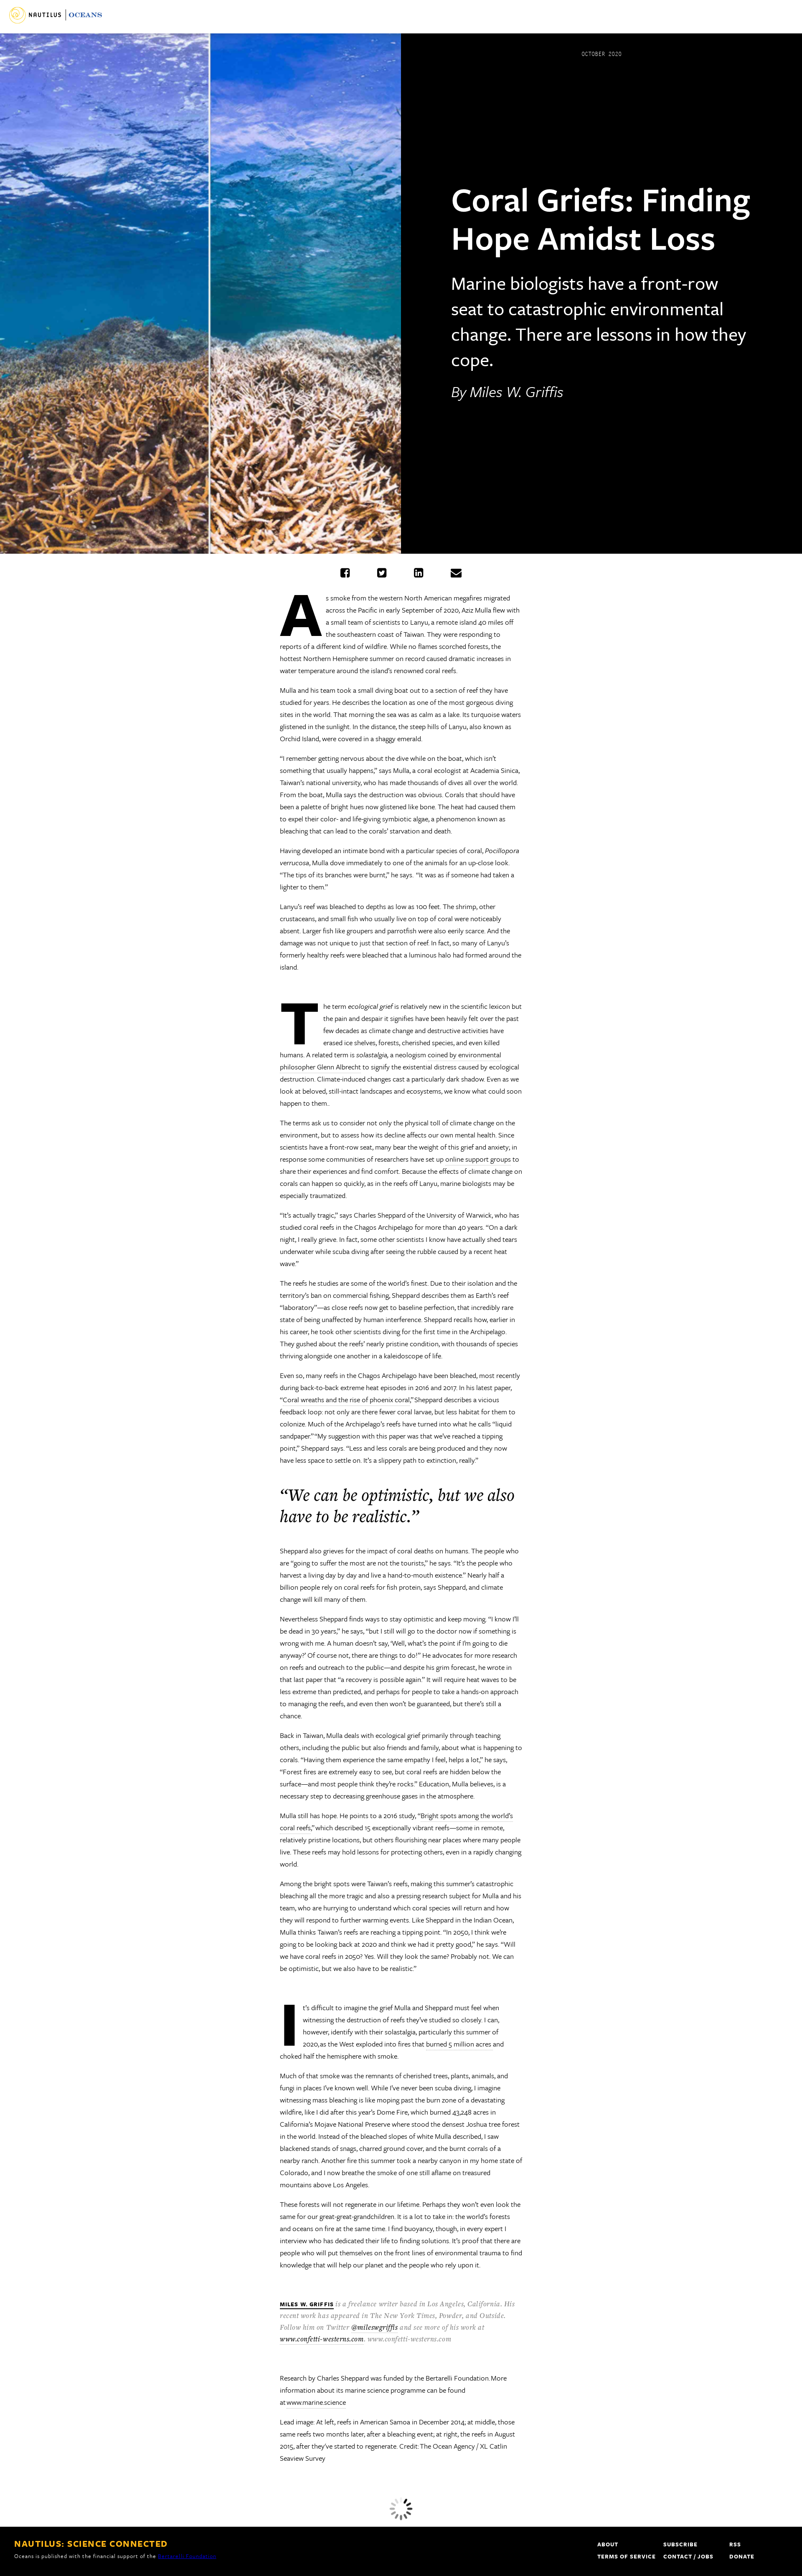 NAUTILUS | OCEANS
OCTOBER 2020
Coral Griefs: Finding
Hope Amidst Loss
Marine biologists have a front-row
seat to catastrophic environmental
change. There are lessons in how they
cope.
By Miles W. Griffis
As smoke from the western North American megafires migrated
across the Pacific in early September of 2020, Aziz Mulla flew with
a small team of scientists to Lanyu, a remote island 40 miles off
the southeastern coast of Taiwan. They were responding to
reports of a different kind of wildfire. While no flames scorched forests, the
hottest Northern Hemisphere summer on record caused dramatic increases in
water temperature around the island's renowned coral reefs.
Mulla and his team took a small diving boat out to a section of reef they have
studied for years. He describes the location as one of the most gorgeous diving
sites in the world. That morning the sea was as calm as a lake. Its turquoise waters
glistened in the sunlight. In the distance, the steep hills of Lanyu, also known as
Orchid Island, were covered in a shaggy emerald.
“I remember getting nervous about the dive while on the boat, which isn't
something that usually happens,” says Mulla, a coral ecologist at Academia Sinica,
Taiwan's national university, who has made thousands of dives all over the world.
From the boat, Mulla says the destruction was obvious. Corals that should have
been a palette of bright hues now glistened like bone. The heat had caused them
to expel their color- and life-giving symbiotic algae, a phenomenon known as
bleaching that can lead to the corals' starvation and death.
Having developed an intimate bond with a particular species of coral, Pocillopora
verrucosa, Mulla dove immediately to one of the animals for an up-close look.
“The tips of its branches were burnt,” he says. “It was as if someone had taken a
lighter to them.”
Lanyu's reef was bleached to depths as low as 100 feet. The shrimp, other
crustaceans, and small fish who usually live on top of coral were noticeably
absent. Larger fish like groupers and parrotfish were also eerily scarce. And the
damage was not unique to just that section of reef. In fact, so many of Lanyu's
formerly healthy reefs were bleached that a luminous halo had formed around the
island.
The term ecological grief is relatively new in the scientific lexicon but
the pain and despair it signifies have been heavily felt over the past
few decades as climate change and destructive activities have
erased ice shelves, forests, cherished species, and even killed
humans. A related term is solastalgia, a neologism coined by environmental
philosopher Glenn Albrecht to signify the existential distress caused by ecological
destruction. Climate-induced changes cast a particularly dark shadow. Even as we
look at beloved, still-intact landscapes and ecosystems, we know what could soon
happen to them..
The terms ask us to consider not only the physical toll of climate change on the
environment, but to assess how its decline affects our own mental health. Since
scientists have a front-row seat, many bear the weight of this grief and anxiety; in
response some communities of researchers have set up online support groups to
share their experiences and find comfort. Because the effects of climate change on
corals can happen so quickly, as in the reefs off Lanyu, marine biologists may be
especially traumatized.
“It's actually tragic,” says Charles Sheppard of the University of Warwick, who has
studied coral reefs in the Chagos Archipelago for more than 40 years. “On a dark
night, I really grieve. In fact, some other scientists I know have actually shed tears
underwater while scuba diving after seeing the rubble caused by a recent heat
wave.”
The reefs he studies are some of the world's finest. Due to their isolation and the
territory's ban on commercial fishing, Sheppard describes them as Earth's reef
“laboratory”—as close reefs now get to baseline perfection, that incredibly rare
state of being unaffected by human interference. Sheppard recalls how, earlier in
his career, he took other scientists diving for the first time in the Archipelago.
They gushed about the reefs' nearly pristine condition, with thousands of species
thriving alongside one another in a kaleidoscope of life.
Even so, many reefs in the Chagos Archipelago have been bleached, most recently
during back-to-back extreme heat episodes in 2016 and 2017. In his latest paper,
“Coral wreaths and the rise of phoenix coral,” Sheppard describes a vicious
feedback loop: not only are there fewer coral larvae, but less habitat for them to
colonize. Much of the Archipelago's reefs have turned into what he calls “liquid
sandpaper.” “My suggestion with this paper was that we've reached a tipping
point,” Sheppard says. “Less and less corals are being produced and they now
have less space to settle on. It's a slippery path to extinction, really.”
“We can be optimistic, but we also
have to be realistic.”
Sheppard also grieves for the impact of coral deaths on humans. The people who
are “going to suffer the most are not the tourists,” he says. “It's the people who
harvest a living day by day and live a hand-to-mouth existence.” Nearly half a
billion people rely on coral reefs for fish protein, says Sheppard, and climate
change will kill many of them.
Nevertheless Sheppard finds ways to stay optimistic and keep moving. “I know I'll
be dead in 30 years,” he says, “but I still will go to the doctor now if something is
wrong with me. A human doesn't say, ‘Well, what's the point if I'm going to die
anyway?’ Of course not, there are things to do!” He advocates for more research
on reefs and outreach to the public—and despite his grim forecast, he wrote in
that last paper that “a recovery is possible again.” It will require heat waves to be
less extreme than predicted, and perhaps for people to take a hands-on approach
to managing the reefs, and even then won't be guaranteed, but there's still a
chance.
Back in Taiwan, Mulla deals with ecological grief primarily through teaching
others, including the public but also friends and family, about what is happening to
corals. “Having them experience the same empathy I feel, helps a lot,” he says,
“Forest fires are extremely easy to see, but coral reefs are hidden below the
surface—and most people think they're rocks.” Education, Mulla believes, is a
necessary step to decreasing greenhouse gases in the atmosphere.
Mulla still has hope. He points to a 2016 study, “Bright spots among the world's
coral reefs,” which described 15 exceptionally vibrant reefs—some in remote,
relatively pristine locations, but others flourishing near places where many people
live. These reefs may hold lessons for protecting others, even in a rapidly changing
world.
Among the bright spots were Taiwan's reefs, making this summer's catastrophic
bleaching all the more tragic and also a pressing research subject for Mulla and his
team, who are hurrying to understand which coral species will return and how
they will respond to further warming events. Like Sheppard in the Indian Ocean,
Mulla thinks Taiwan's reefs are reaching a tipping point. “In 2050, I think we're
going to be looking back at 2020 and think we had it pretty good,” he says. “Will
we have coral reefs in 2050? Yes. Will they look the same? Probably not. We can
be optimistic, but we also have to be realistic.”
It's difficult to imagine the grief Mulla and Sheppard must feel when
witnessing the destruction of reefs they've studied so closely. I can,
however, identify with their solastalgia, particularly this summer of
2020, as the West exploded into fires that burned 5 million acres and
choked half the hemisphere with smoke.
Much of that smoke was the remnants of cherished trees, plants, animals, and
fungi in places I've known well. While I've never been scuba diving, I imagine
witnessing mass bleaching is like moping past the burn zone of a devastating
wildfire, like I did after this year's Dome Fire, which burned 43,248 acres in
California's Mojave National Preserve where stood the densest Joshua tree forest
in the world. Instead of the bleached slopes of white Mulla described, I saw
blackened stands of snags, charred ground cover, and the burnt corrals of a
nearby ranch. Another fire this summer took a nearby canyon in my home state of
Colorado, and I now breathe the smoke of one still aflame on treasured
mountains above Los Angeles.
These forests will not regenerate in our lifetime. Perhaps they won't even look the
same for our great-great-grandchildren. It is a lot to take in: the world's forests
and oceans on fire at the same time. I find buoyancy, though, in every expert I
interview who has dedicated their life to finding solutions. It's proof that there are
people who will put themselves on the front lines of environmental trauma to find
knowledge that will help our planet and the people who rely upon it.
MILES W. GRIFFIS is a freelance writer based in Los Angeles, California. His
recent work has appeared in The New York Times, Powder, and Outside.
Follow him on Twitter @mileswgriffis and see more of his work at
www.confetti-westerns.com. www.confetti-westerns.com
Research by Charles Sheppard was funded by the Bertarelli Foundation. More
information about its marine science programme can be found
at www.marine.science
Lead image: At left, reefs in American Samoa in December 2014; at middle, those
same reefs two months later, after a bleaching event; at right, the reefs in August
2015, after they've started to regenerate. Credit: The Ocean Agency / XL Catlin
Seaview Survey
NAUTILUS: SCIENCE CONNECTED
Oceans is published with the financial support of the
ABOUT SUBSCRIBE RSS
TERMS OF SERVICE CONTACT / JOBS DONATE